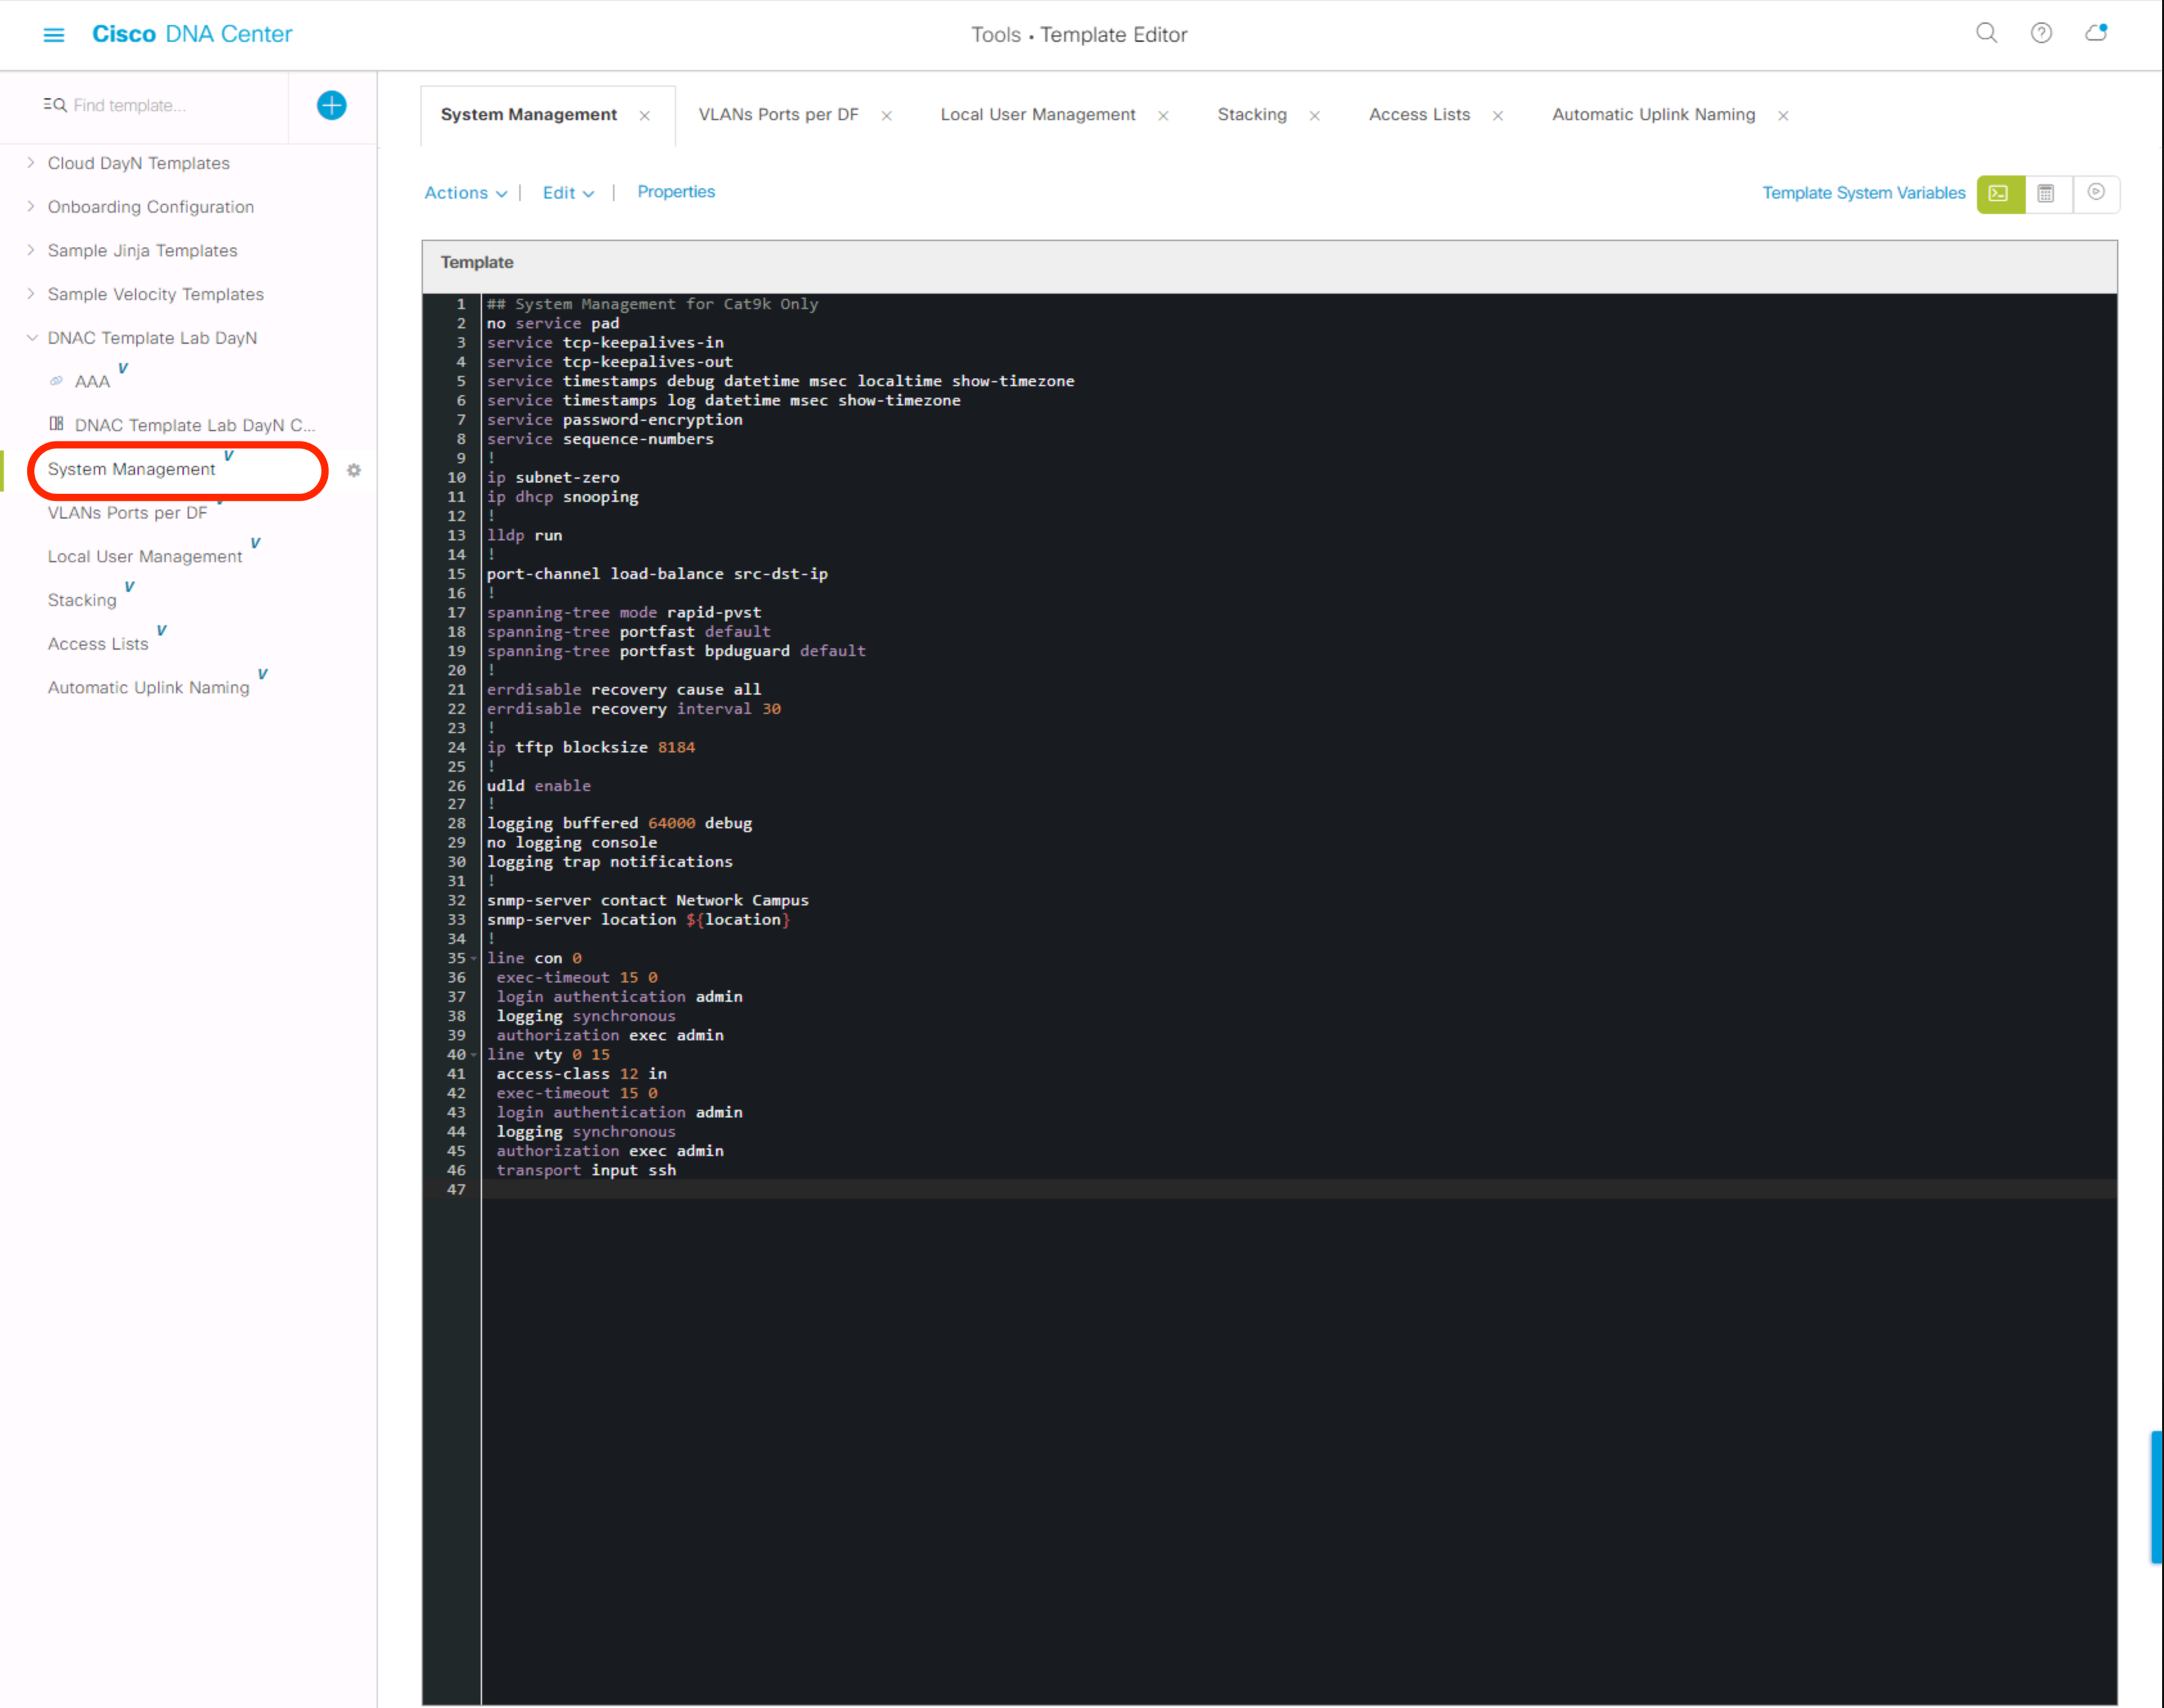 Cisco DNA Center
Tools • Template Editor
Find template...
Cloud DayN Templates
Onboarding Configuration
Sample Jinja Templates
Sample Velocity Templates
DNAC Template Lab DayN
AAA V
DNAC Template Lab DayN C...
System Management V
VLANs Ports per DF
Local User Management V
Stacking V
Access Lists V
Automatic Uplink Naming V
System Management × VLANs Ports per DF × Local User Management × Stacking × Access Lists × Automatic Uplink Naming ×
Actions | Edit | Properties Template System Variables
Template
1 ## System Management for Cat9k Only
2 no service pad
3 service tcp-keepalives-in
4 service tcp-keepalives-out
5 service timestamps debug datetime msec localtime show-timezone
6 service timestamps log datetime msec show-timezone
7 service password-encryption
8 service sequence-numbers
9 !
10 ip subnet-zero
11 ip dhcp snooping
12 !
13 lldp run
14 !
15 port-channel load-balance src-dst-ip
16 !
17 spanning-tree mode rapid-pvst
18 spanning-tree portfast default
19 spanning-tree portfast bpduguard default
20 !
21 errdisable recovery cause all
22 errdisable recovery interval 30
23 !
24 ip tftp blocksize 8184
25 !
26 udld enable
27 !
28 logging buffered 64000 debug
29 no logging console
30 logging trap notifications
31 !
32 snmp-server contact Network Campus
33 snmp-server location ${location}
34 !
35 line con 0
36 exec-timeout 15 0
37 login authentication admin
38 logging synchronous
39 authorization exec admin
40 line vty 0 15
41 access-class 12 in
42 exec-timeout 15 0
43 login authentication admin
44 logging synchronous
45 authorization exec admin
46 transport input ssh
47